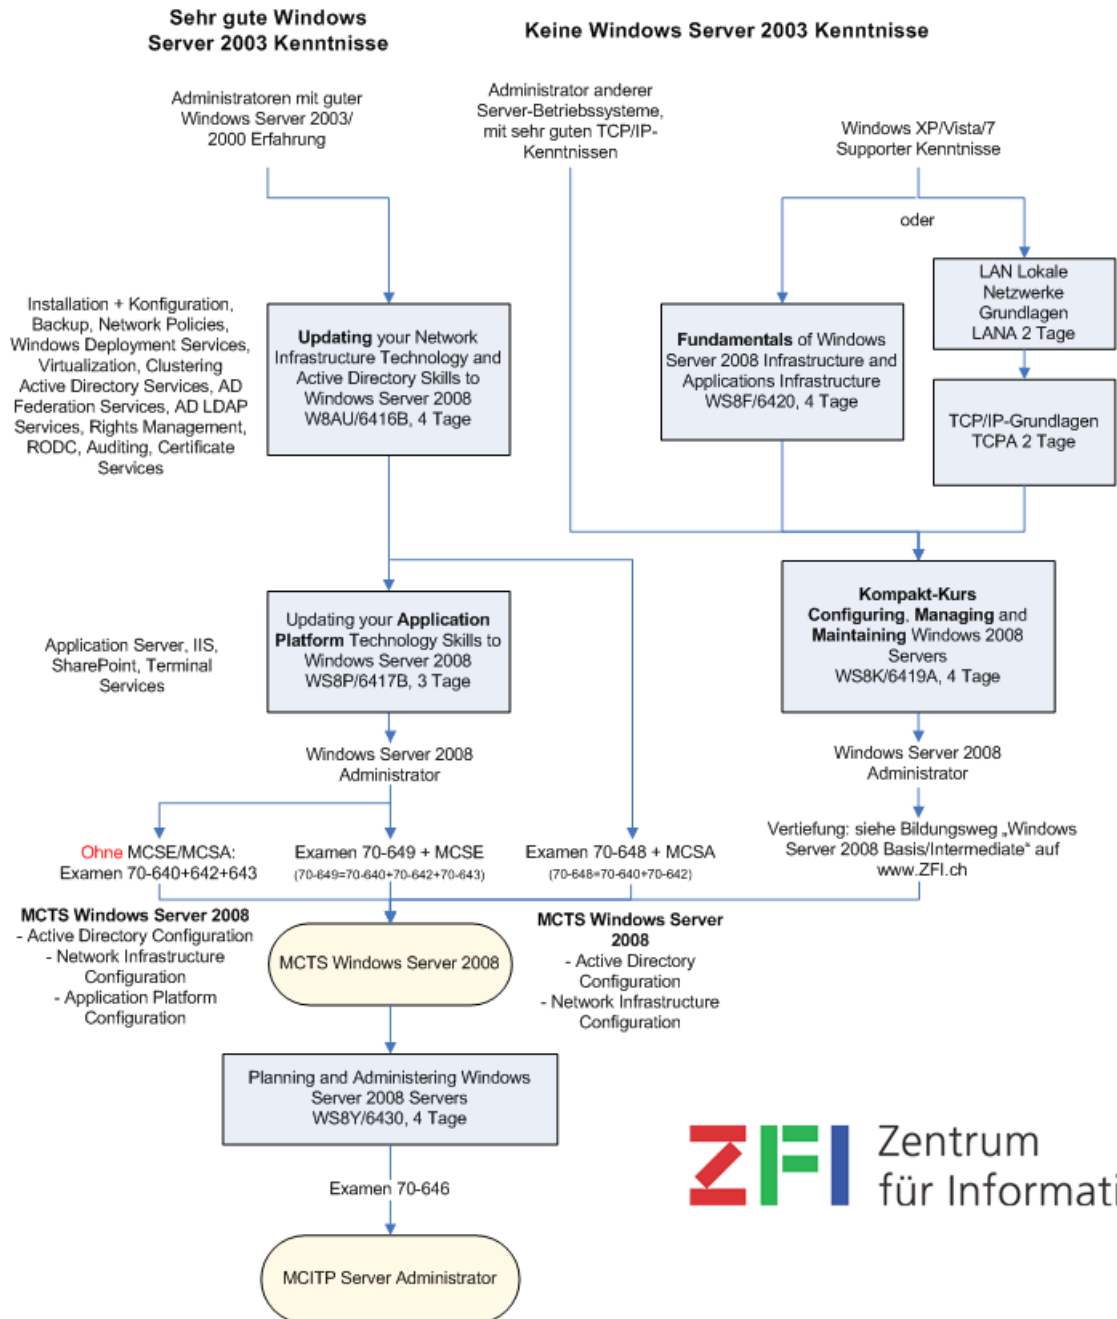 Sehr gute Windows
Server 2003 Kenntnisse
Keine Windows Server 2003 Kenntnisse
Administratoren mit guter
Windows Server 2003/
2000 Erfahrung
Administrator anderer
Server-Betriebssysteme,
mit sehr guten TCP/IP-
Kenntnissen
Windows XP/Vista/7
Supporter Kenntnisse
oder
Installation + Konfiguration,
Backup, Network Policies,
Windows Deployment Services,
Virtualization, Clustering
Active Directory Services, AD
Federation Services, AD LDAP
Services, Rights Management,
RODC, Auditing, Certificate
Services
Updating your Network
Infrastructure Technology and
Active Directory Skills to
Windows Server 2008
W8AU/6416B, 4 Tage
Fundamentals of Windows
Server 2008 Infrastructure and
Applications Infrastructure
WS8F/6420, 4 Tage
LAN Lokale
Netzwerke
Grundlagen
LANA 2 Tage
TCP/IP-Grundlagen
TCPA 2 Tage
Application Server, IIS,
SharePoint, Terminal
Services
Updating your Application
Platform Technology Skills to
Windows Server 2008
WS8P/6417B, 3 Tage
Kompakt-Kurs
Configuring, Managing and
Maintaining Windows 2008
Servers
WS8K/6419A, 4 Tage
Windows Server 2008
Administrator
Windows Server 2008
Administrator
Ohne MCSE/MCSA:
Examen 70-640+642+643
Examen 70-649 + MCSE
(70-649=70-640+70-642+70-643)
Examen 70-648 + MCSA
(70-648=70-640+70-642)
Vertiefung: siehe Bildungsweg „Windows
Server 2008 Basis/Intermediate“ auf
www.ZFI.ch
MCTS Windows Server 2008
- Active Directory Configuration
- Network Infrastructure
Configuration
- Application Platform
Configuration
MCTS Windows Server 2008
MCTS Windows Server
2008
- Active Directory
Configuration
- Network Infrastructure
Configuration
Planning and Administering Windows
Server 2008 Servers
WS8Y/6430, 4 Tage
Examen 70-646
MCITP Server Administrator
ZFI
Zentrum
für Informati